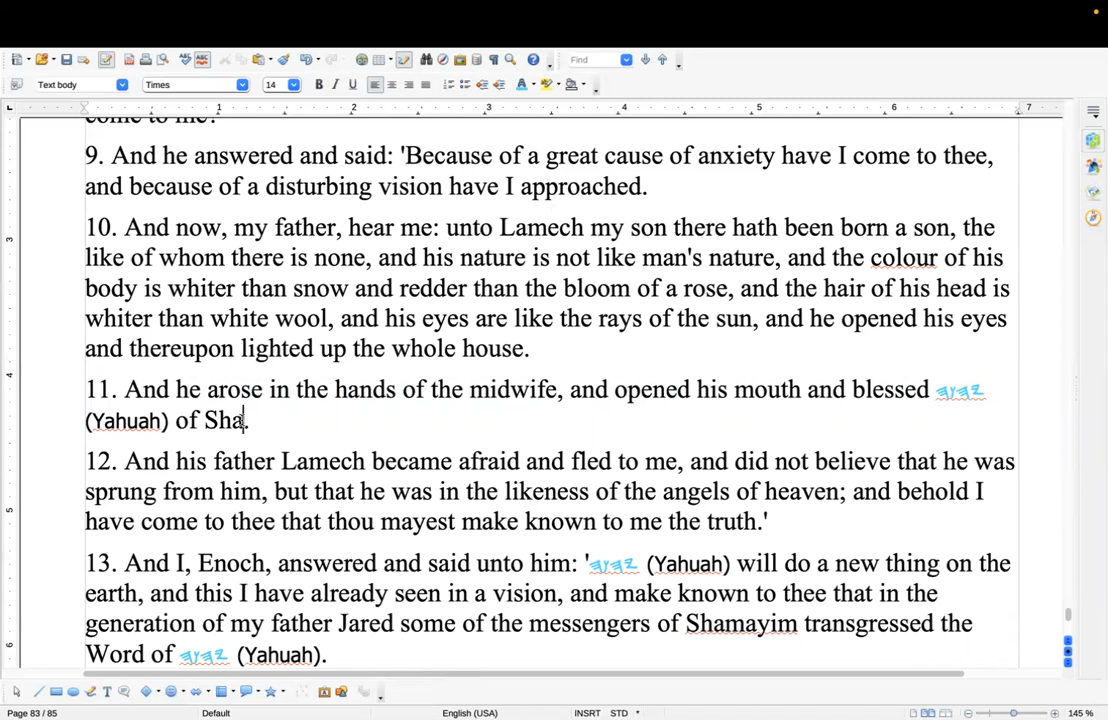 Find
Text body
Times
14
1 2 3 4 5 6 7
9. And he answered and said: 'Because of a great cause of anxiety have I come to thee,
and because of a disturbing vision have I approached.
10. And now, my father, hear me: unto Lamech my son there hath been born a son, the
like of whom there is none, and his nature is not like man's nature, and the colour of his
body is whiter than snow and redder than the bloom of a rose, and the hair of his head is
whiter than white wool, and his eyes are like the rays of the sun, and he opened his eyes
and thereupon lighted up the whole house.
11. And he arose in the hands of the midwife, and opened his mouth and blessed 𐤉𐤄𐤅𐤄
(Yahuah) of Sha.
12. And his father Lamech became afraid and fled to me, and did not believe that he was
sprung from him, but that he was in the likeness of the angels of heaven; and behold I
have come to thee that thou mayest make known to me the truth.'
13. And I, Enoch, answered and said unto him: '𐤉𐤄𐤅𐤄 (Yahuah) will do a new thing on the
earth, and this I have already seen in a vision, and make known to thee that in the
generation of my father Jared some of the messengers of Shamayim transgressed the
Word of 𐤉𐤄𐤅𐤄 (Yahuah).
Page 83 / 85
Default
English (USA)
INSRT
STD
*
145 %